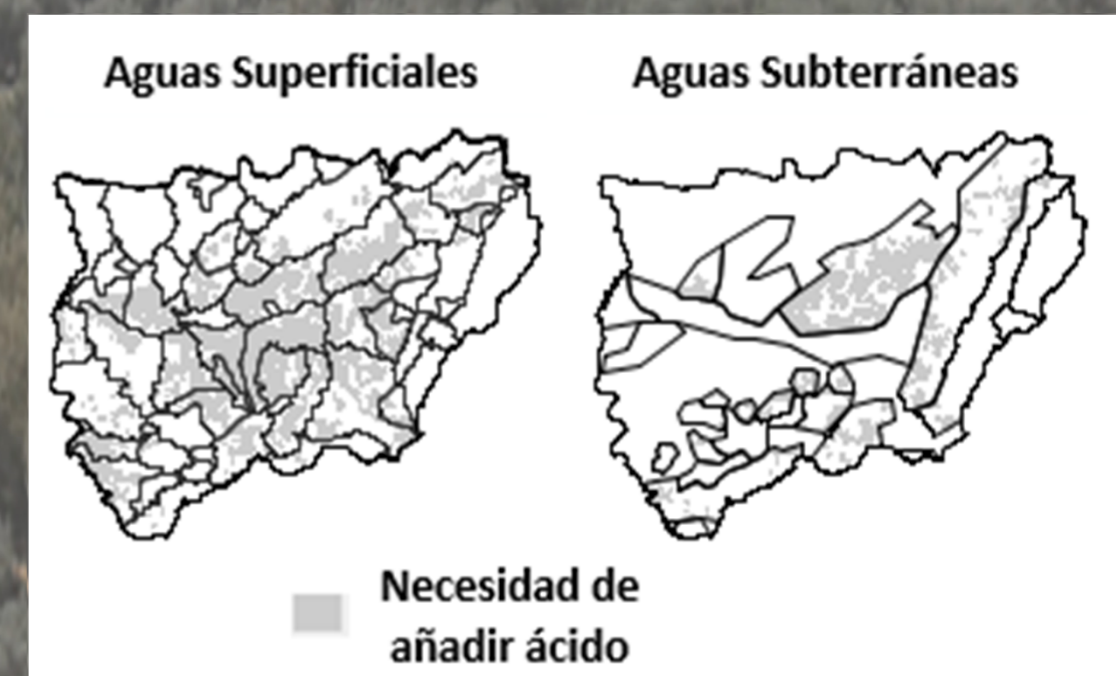 Aguas Superficiales
Aguas Subterráneas
Necesidad de
añadir ácido